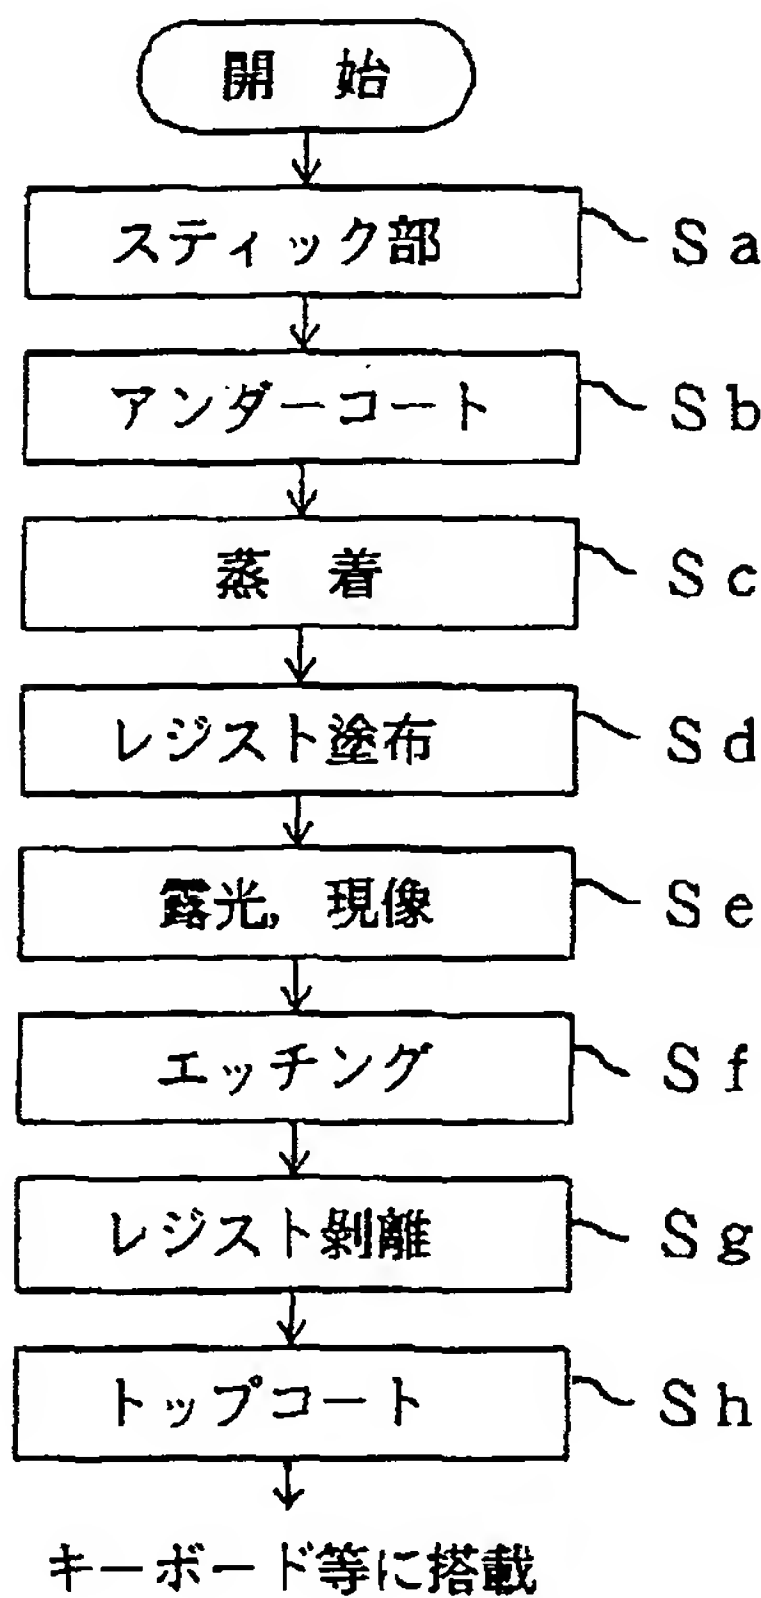 開　始
スティック部 Sa
アンダーコート Sb
蒸　着 Sc
レジスト塗布 Sd
露光，現像 Se
エッチング Sf
レジスト剝離 Sg
トップコート Sh
キーボード等に搭載